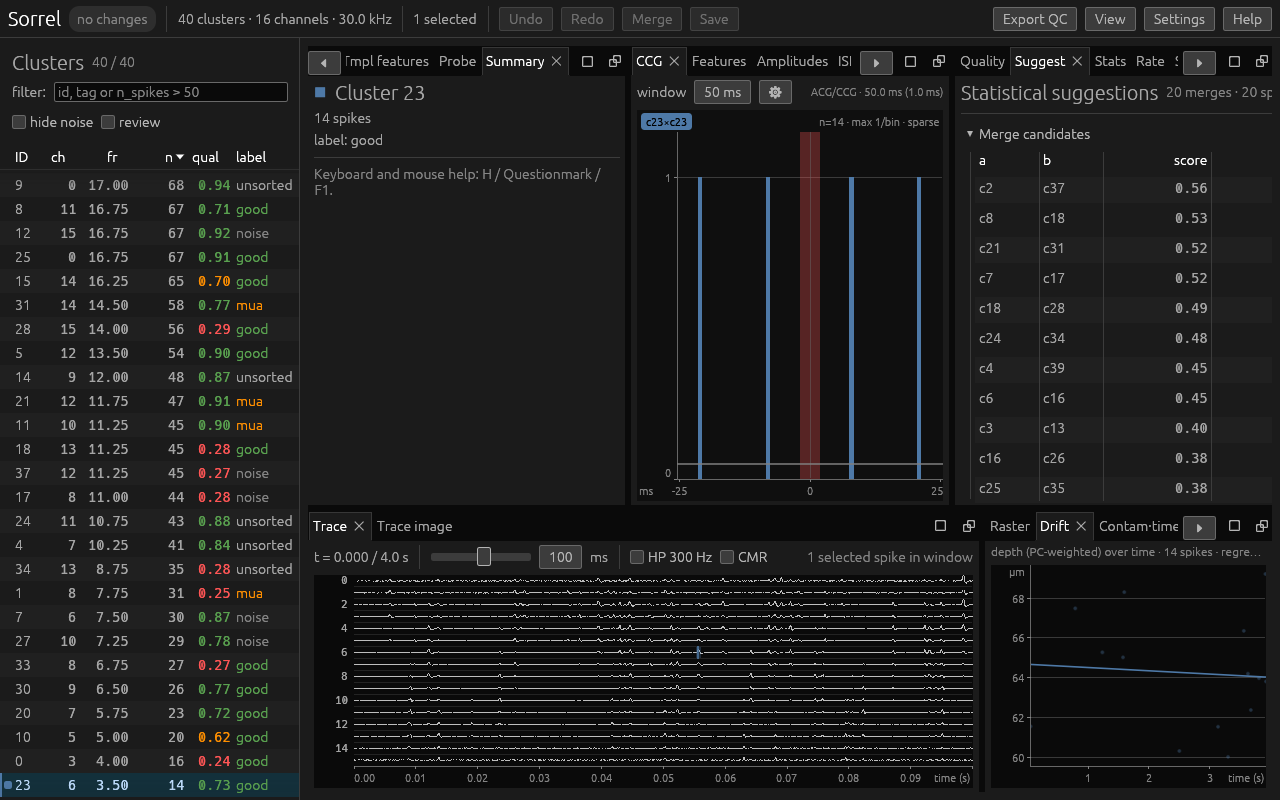 Sorrel no changes 40 clusters · 16 channels · 30.0 kHz 1 selected Undo Redo Merge Save Export QC View Settings Help
Clusters 40 / 40
filter: id, tag or n_spikes > 50
hide noise review
ID ch fr n qual label
9 0 17.00 68 0.94 unsorted
8 11 16.75 67 0.71 good
12 15 16.75 67 0.92 noise
25 0 16.75 67 0.91 good
15 14 16.25 65 0.70 good
31 14 14.50 58 0.77 mua
28 15 14.00 56 0.29 good
5 12 13.50 54 0.90 good
14 9 12.00 48 0.87 unsorted
21 12 11.75 47 0.91 mua
11 10 11.25 45 0.90 mua
18 13 11.25 45 0.28 good
37 12 11.25 45 0.27 noise
17 8 11.00 44 0.28 noise
24 11 10.75 43 0.88 unsorted
4 7 10.25 41 0.84 unsorted
34 13 8.75 35 0.28 unsorted
1 8 7.75 31 0.25 mua
7 6 7.50 30 0.87 noise
27 10 7.25 29 0.78 noise
33 8 6.75 27 0.27 good
30 9 6.50 26 0.77 good
20 7 5.75 23 0.72 good
10 5 5.00 20 0.62 good
0 3 4.00 16 0.24 good
23 6 3.50 14 0.73 good
Tmpl features Probe Summary
Cluster 23
14 spikes
label: good
Keyboard and mouse help: H / Questionmark /
F1.
CCG Features Amplitudes ISI
window 50 ms ACG/CCG · 50.0 ms (1.0 ms)
c23×c23 n=14 · max 1/bin · sparse
1
0
ms -25 0 25
Quality Suggest Stats Rate
Statistical suggestions 20 merges · 20 sp
Merge candidates
a b score
c2 c37 0.56
c8 c18 0.53
c21 c31 0.52
c7 c17 0.52
c18 c28 0.49
c24 c34 0.48
c4 c39 0.45
c6 c16 0.45
c3 c13 0.40
c16 c26 0.38
c25 c35 0.38
Trace Trace image
t = 0.000 / 4.0 s 100 ms HP 300 Hz CMR 1 selected spike in window
0
2
4
6
8
10
12
14
0.00 0.01 0.02 0.03 0.04 0.05 0.06 0.07 0.08 0.09 time (s)
Raster Drift Contam·time
depth (PC-weighted) over time · 14 spikes · regre…
µm
68
66
64
62
60
1 2 3 time (s)